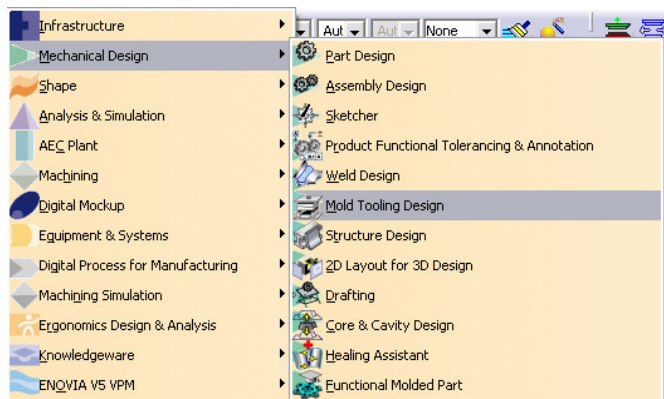 Aut
Aut
None
Infrastructure
Mechanical Design
Shape
Analysis & Simulation
AEC Plant
Machining
Digital Mockup
Equipment & Systems
Digital Process for Manufacturing
Machining Simulation
Ergonomics Design & Analysis
Knowledgeware
ENOVIA V5 VPM
Part Design
Assembly Design
Sketcher
Product Functional Tolerancing & Annotation
Weld Design
Mold Tooling Design
Structure Design
2D Layout for 3D Design
Drafting
Core & Cavity Design
Healing Assistant
Functional Molded Part